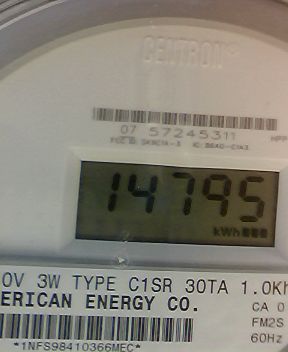 CENTRON®
07 57245311
14795
kWh
0V 3W TYPE C1SR 30TA 1.0Kh
ERICAN ENERGY CO.
CA 0
FM2S
60Hz
*1NFS98410366MEC*